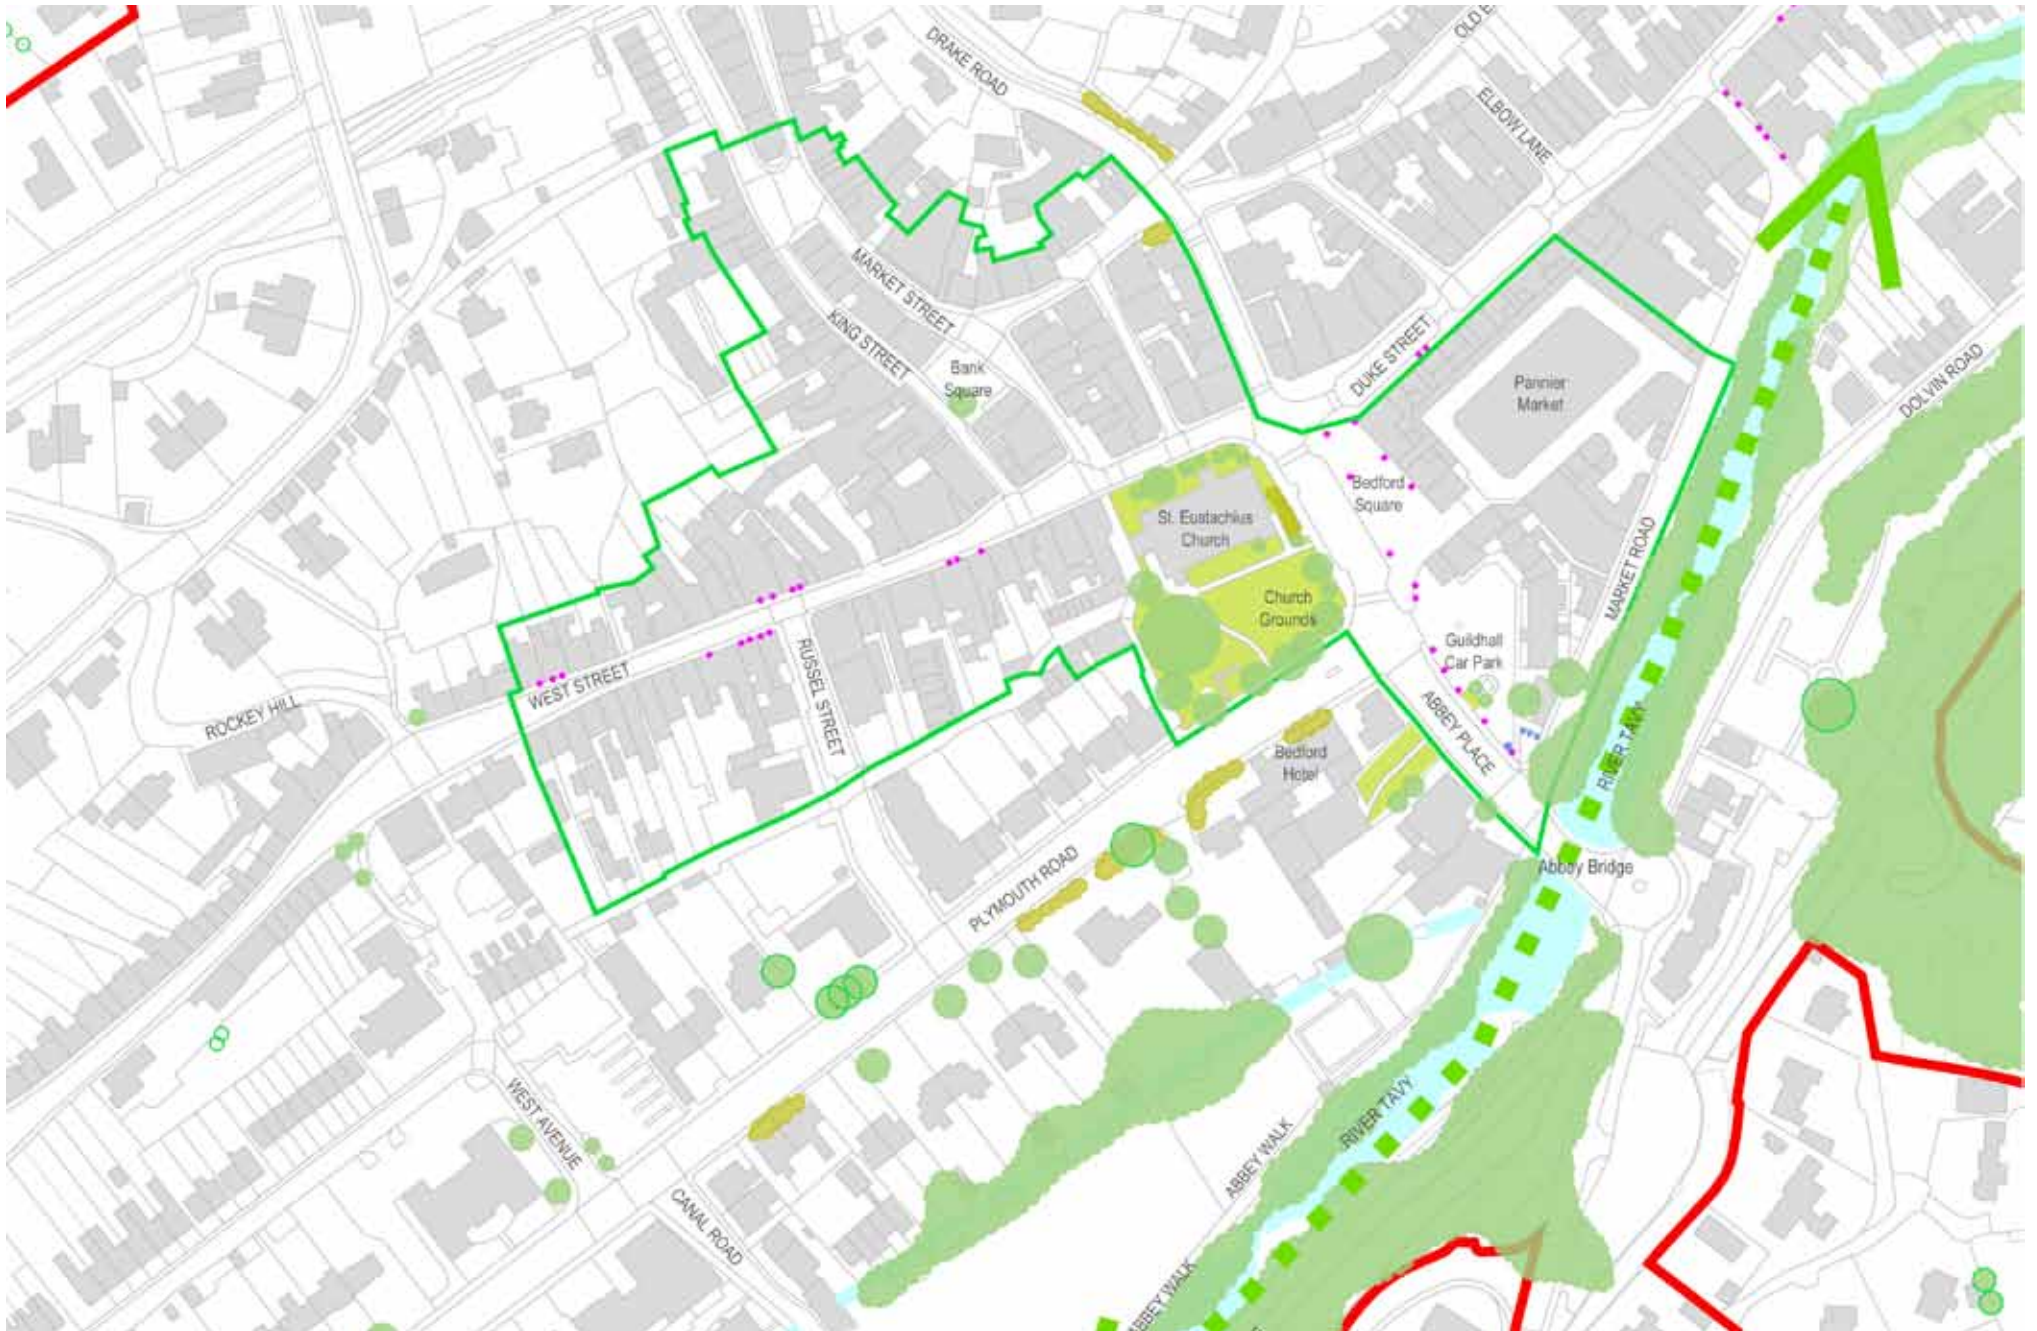 DRAKE ROAD
OLD E
ELBOW LANE
MARKET STREET
KING STREET
Bank
Square
DUKE STREET
Pannier
Market
DOLVIN ROAD
Bedford
Square
St. Eustachius
Church
Church
Grounds
MARKET ROAD
Guildhall
Car Park
WEST STREET
RUSSEL STREET
ROCKEY HILL
ABBEY PLACE
RIVER TAVY
Bedford
Hotel
Abbey Bridge
PLYMOUTH ROAD
WEST AVENUE
RIVER TAVY
ABBEY WALK
CANAL ROAD
ABBEY WALK